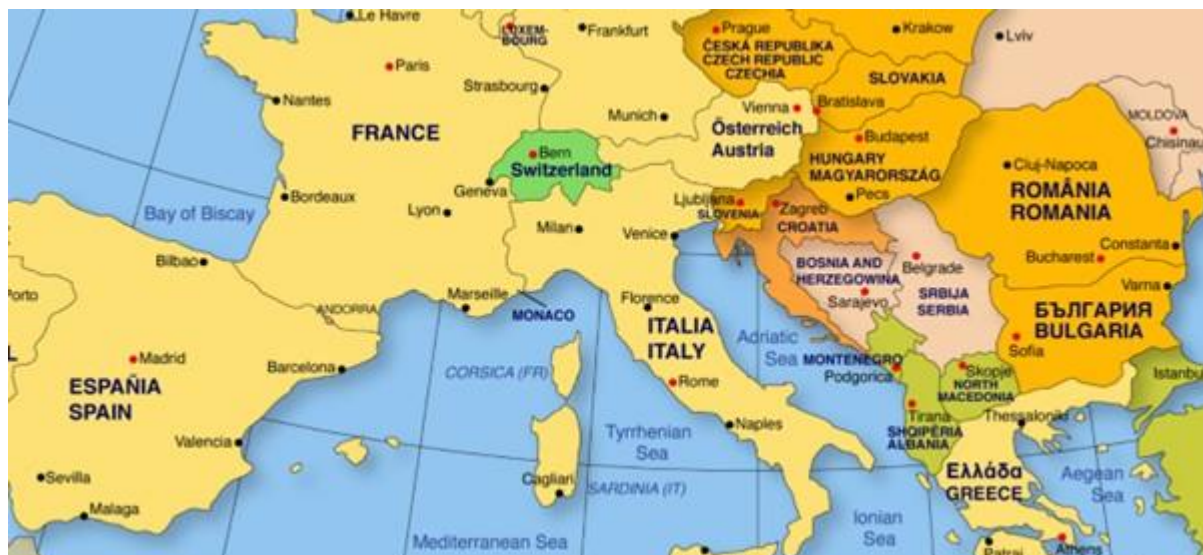 Le Havre
LUXEM-
BOURG
Frankfurt
Prague
Krakow
Lviv
ČESKÁ REPUBLIKA
CZECH REPUBLIC
CZECHIA
Paris
Strasbourg
SLOVAKIA
Nantes
Munich
Vienna
Bratislava
MOLDOVA
FRANCE
Österreich
Austria
Budapest
Chisinau
Bern
Switzerland
HUNGARY
MAGYARORSZÁG
Cluj-Napoca
Geneva
Pecs
ROMÂNIA
ROMANIA
Bordeaux
Lyon
Ljubljana
SLOVENIA
Zagreb
CROATIA
Bay of Biscay
Milan
Venice
Constanta
Bilbao
BOSNIA AND
HERZEGOWINA
Belgrade
Bucharest
Porto
Marseille
MONACO
Florence
Sarajevo
SRBIJA
SERBIA
Varna
ANDORRA
ITALIA
ITALY
Adriatic
Sea
БЪЛГАРИЯ
BULGARIA
Madrid
Barcelona
CORSICA (FR)
MONTENEGRO
Podgorica
Sofia
L
ESPAÑIA
SPAIN
Rome
Skopje
NORTH
MACEDONIA
Istanbu
Valencia
Naples
Tirana
SHQIPËRIA
ALBANIA
Thessaloniki
Tyrrhenian
Sea
Sevilla
Cagliari
SARDINIA (IT)
Ελλάδα
GREECE
Aegean
Sea
Malaga
Mediterranean Sea
Ionian
Sea
Patrai
Athens